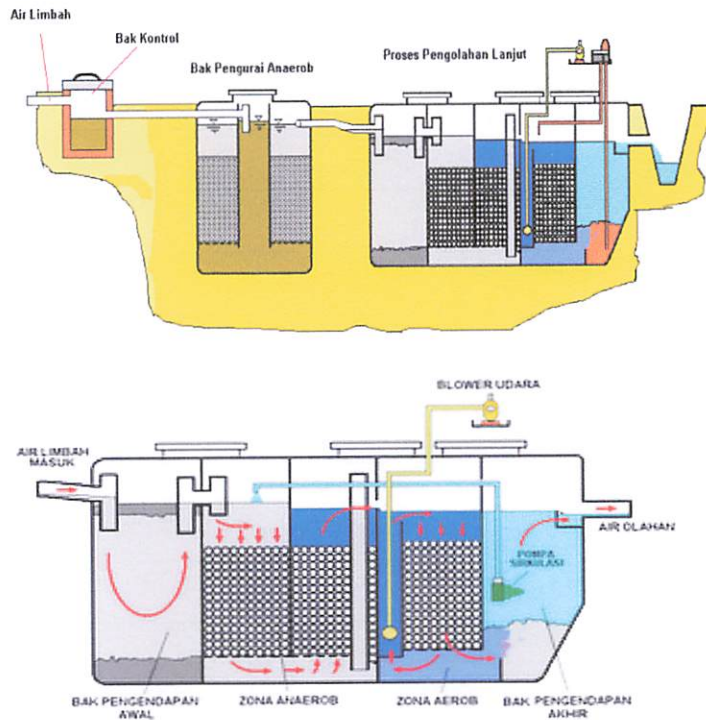 Air Limbah
Bak Kontrol
Bak Pengurai Anaerob
Proses Pengolahan Lanjut
BLOWER UDARA
AIR LIMBAH
MASUK
AIR OLAHAN
POMPA
SIRKULASI
BAK PENGENDAPAN
AWAL
ZONA ANAEROB
ZONA AEROB
BAK PENGENDAPAN
AKHIR